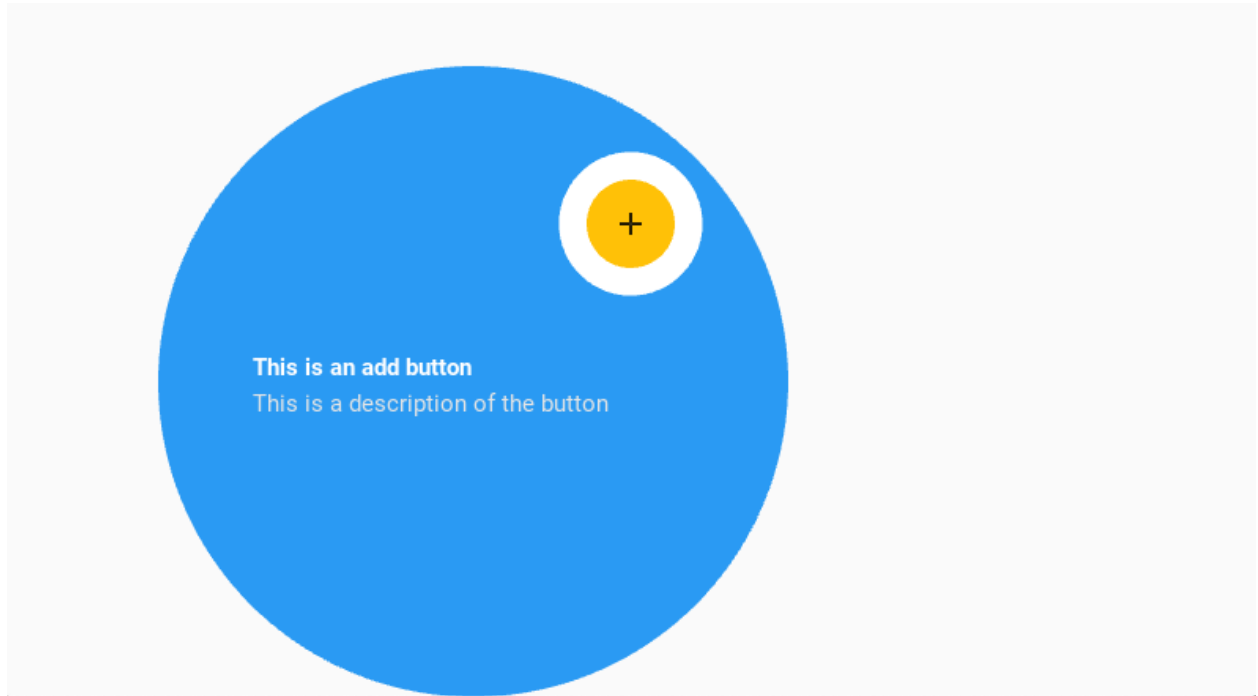 +
This is an add button
This is a description of the button